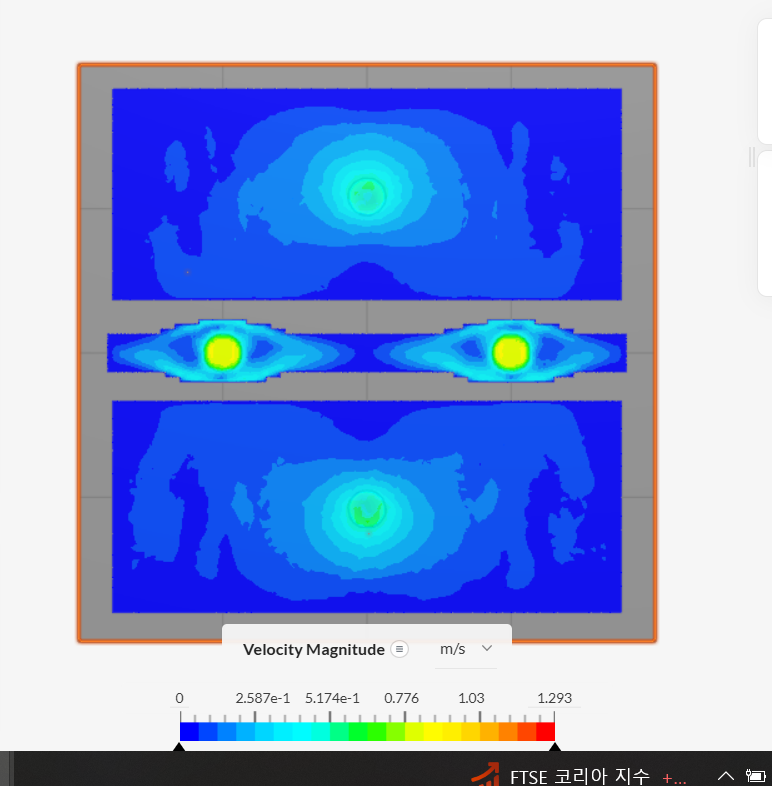 Velocity Magnitude m/s
0 2.587e-1 5.174e-1 0.776 1.03 1.293
FTSE 코리아 지수 +...